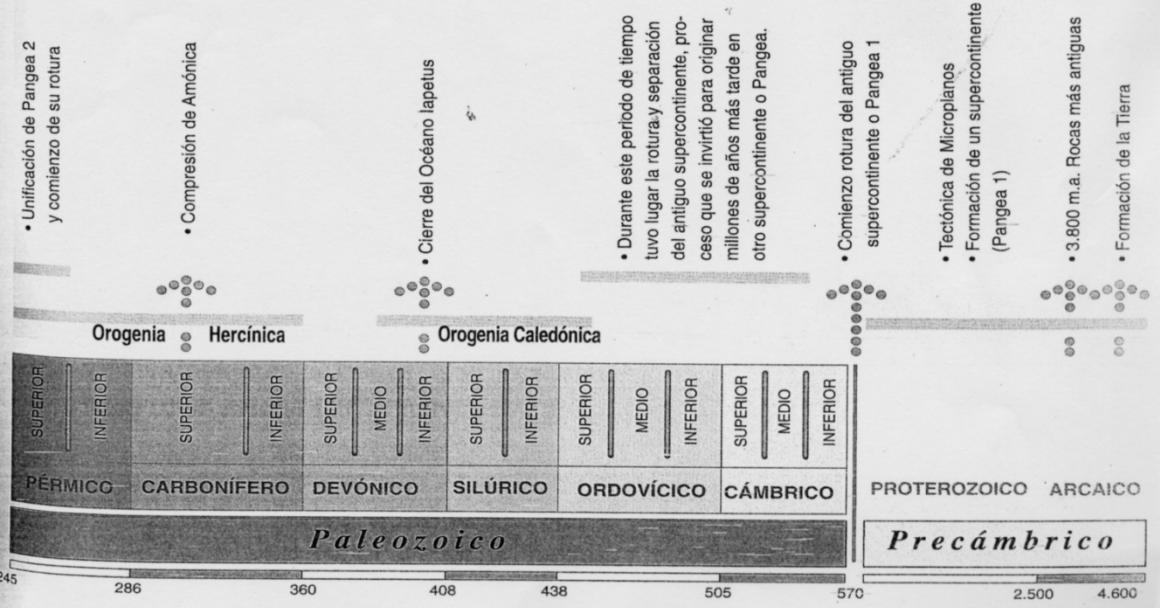 • Unificación de Pangea 2
y comienzo de su rotura
• Compresión de Amónica
• Cierre del Océano Iapetus
• Durante este periodo de tiempo
tuvo lugar la rotura y separación
del antiguo supercontinente, pro-
ceso que se invirtió para originar
millones de años más tarde en
otro supercontinente o Pangea.
• Comienzo rotura del antiguo
supercontinente o Pangea 1
• Tectónica de Microplanos
• Formación de un supercontinente
(Pangea 1)
• 3.800 m.a. Rocas más antiguas
• Formación de la Tierra
Orogenia Hercínica
Orogenia Caledónica
SUPERIOR
INFERIOR
SUPERIOR
INFERIOR
SUPERIOR
MEDIO
INFERIOR
SUPERIOR
INFERIOR
SUPERIOR
MEDIO
INFERIOR
SUPERIOR
MEDIO
INFERIOR
PÉRMICO
CARBONÍFERO
DEVÓNICO
SILÚRICO
ORDOVÍCICO
CÁMBRICO
PROTEROZOICO
ARCAICO
Paleozoico
Precámbrico
245
286
360
408
438
505
570
2.500
4.600